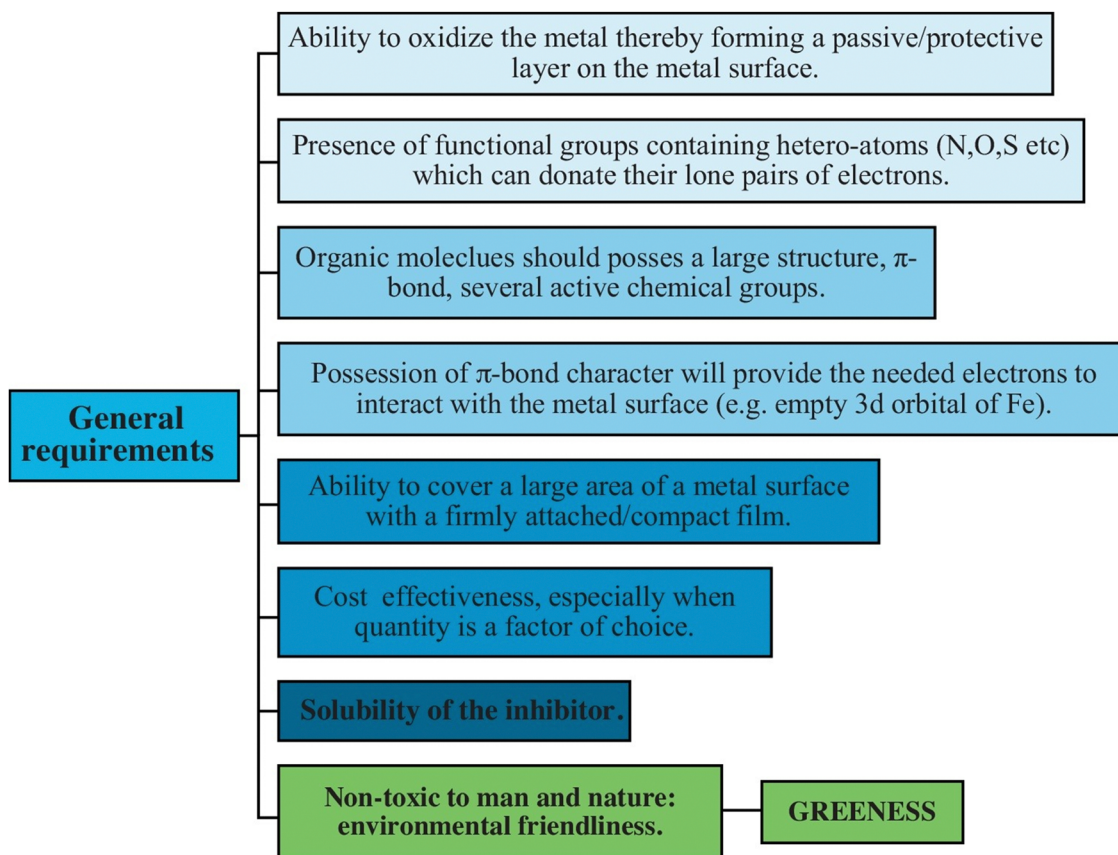 Ability to oxidize the metal thereby forming a passive/protective
layer on the metal surface.
Presence of functional groups containing hetero-atoms (N,O,S etc)
which can donate their lone pairs of electrons.
Organic moleclues should posses a large structure, π-
bond, several active chemical groups.
Possession of π-bond character will provide the needed electrons to
interact with the metal surface (e.g. empty 3d orbital of Fe).
General
requirements
Ability to cover a large area of a metal surface
with a firmly attached/compact film.
Cost effectiveness, especially when
quantity is a factor of choice.
Solubility of the inhibitor.
Non-toxic to man and nature:
environmental friendliness.
GREENESS